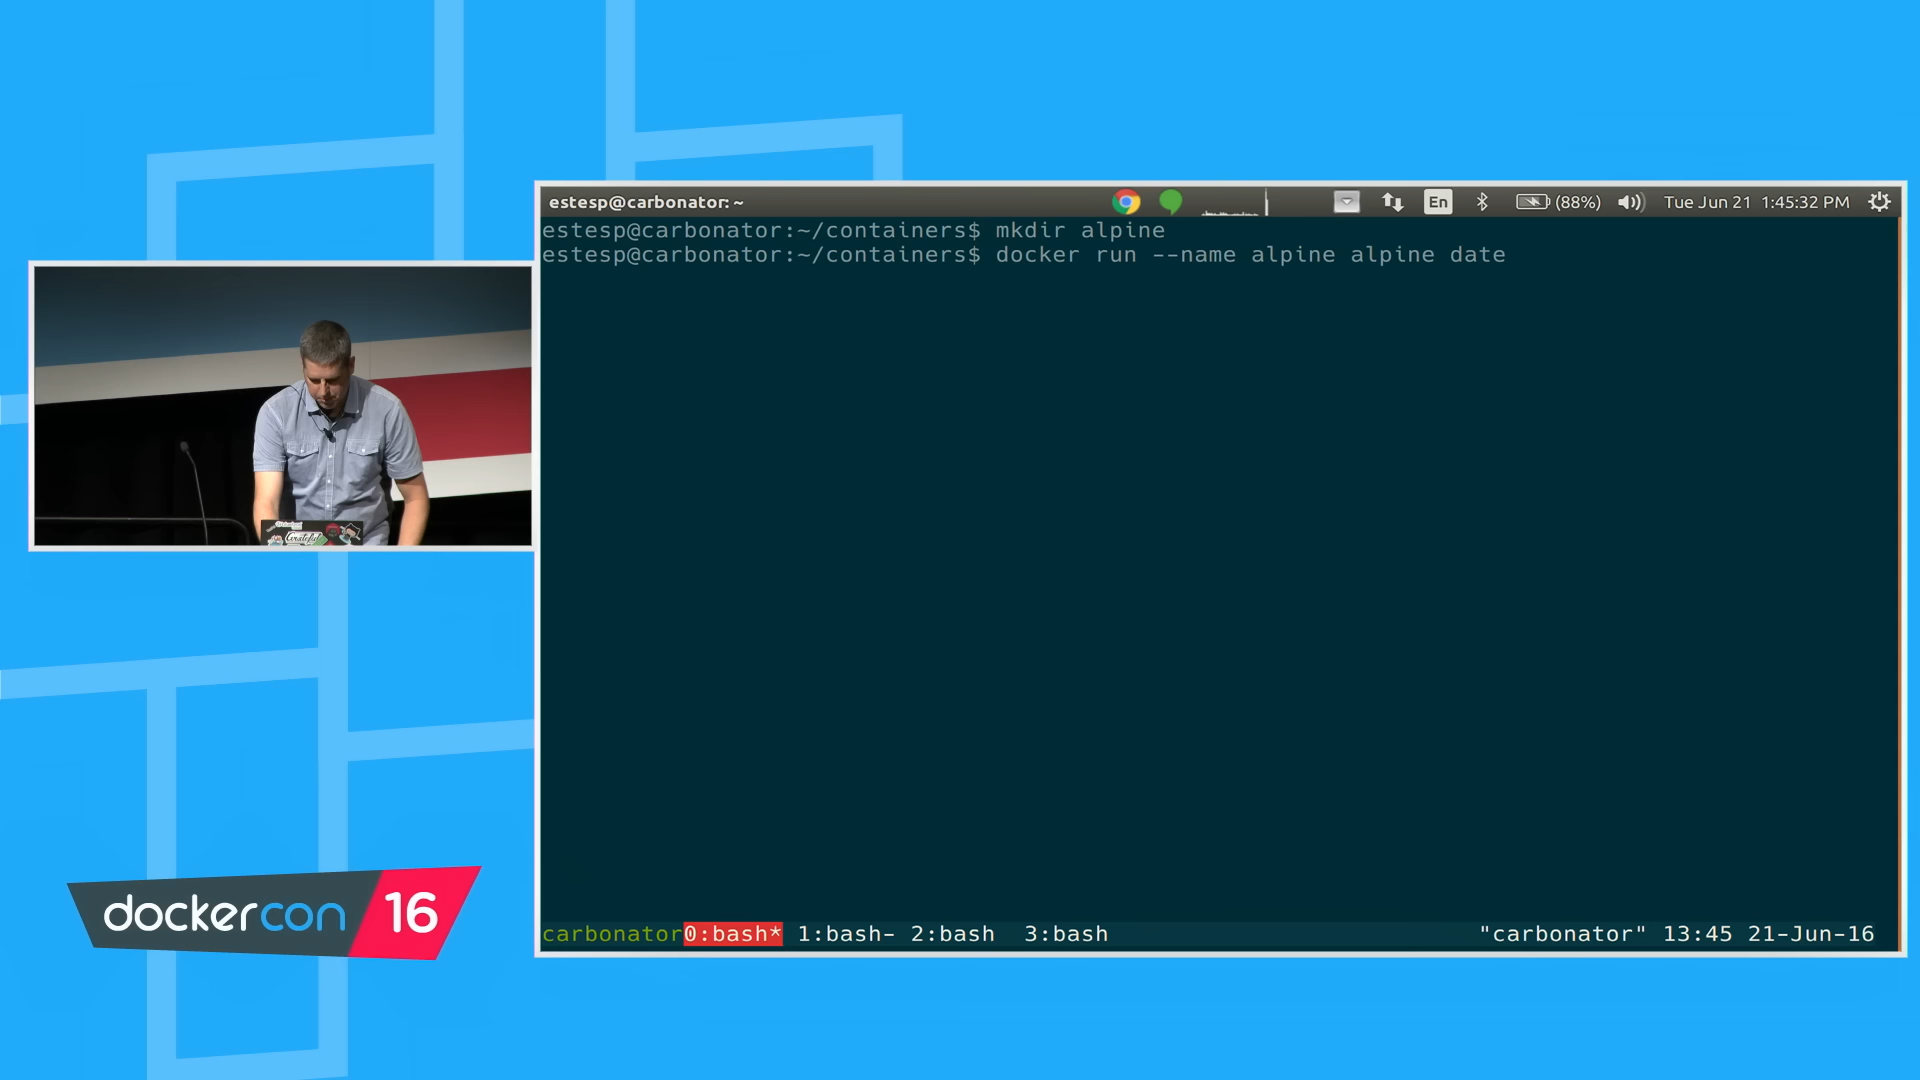 estesp@carbonator: ~
En
(88%)
Tue Jun 21 1:45:32 PM
estesp@carbonator:~/containers$ mkdir alpine
estesp@carbonator:~/containers$ docker run --name alpine alpine date
Grateful
dockercon 16
carbonator0:bash* 1:bash- 2:bash 3:bash
"carbonator" 13:45 21-Jun-16